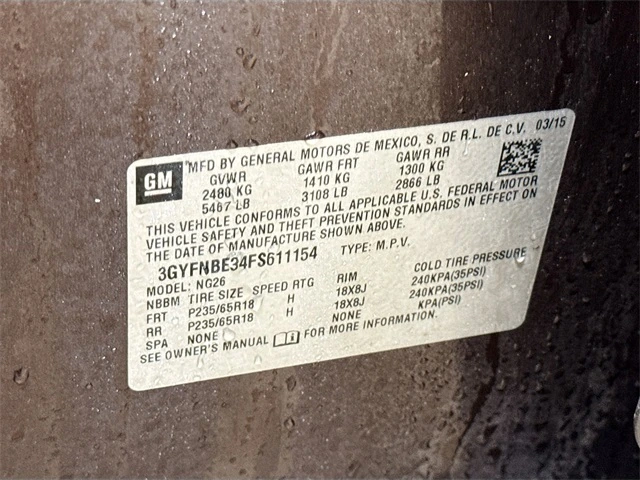 GM
MFD BY GENERAL MOTORS DE MEXICO, S. DE R.L. DE C.V. 03/15
GVWR GAWR FRT GAWR RR
2480 KG 1410 KG 1300 KG
5467 LB 3108 LB 2866 LB
THIS VEHICLE CONFORMS TO ALL APPLICABLE U.S. FEDERAL MOTOR
VEHICLE SAFETY AND THEFT PREVENTION STANDARDS IN EFFECT ON
THE DATE OF MANUFACTURE SHOWN ABOVE.
3GYFNBE34FS611154 TYPE: M.P.V.
MODEL: NG26
NBBM TIRE SIZE SPEED RTG RIM COLD TIRE PRESSURE
FRT P235/65R18 H 18X8J 240KPA(35PSI)
RR P235/65R18 H 18X8J 240KPA(35PSI)
SPA NONE NONE KPA(PSI)
SEE OWNER'S MANUAL FOR MORE INFORMATION.